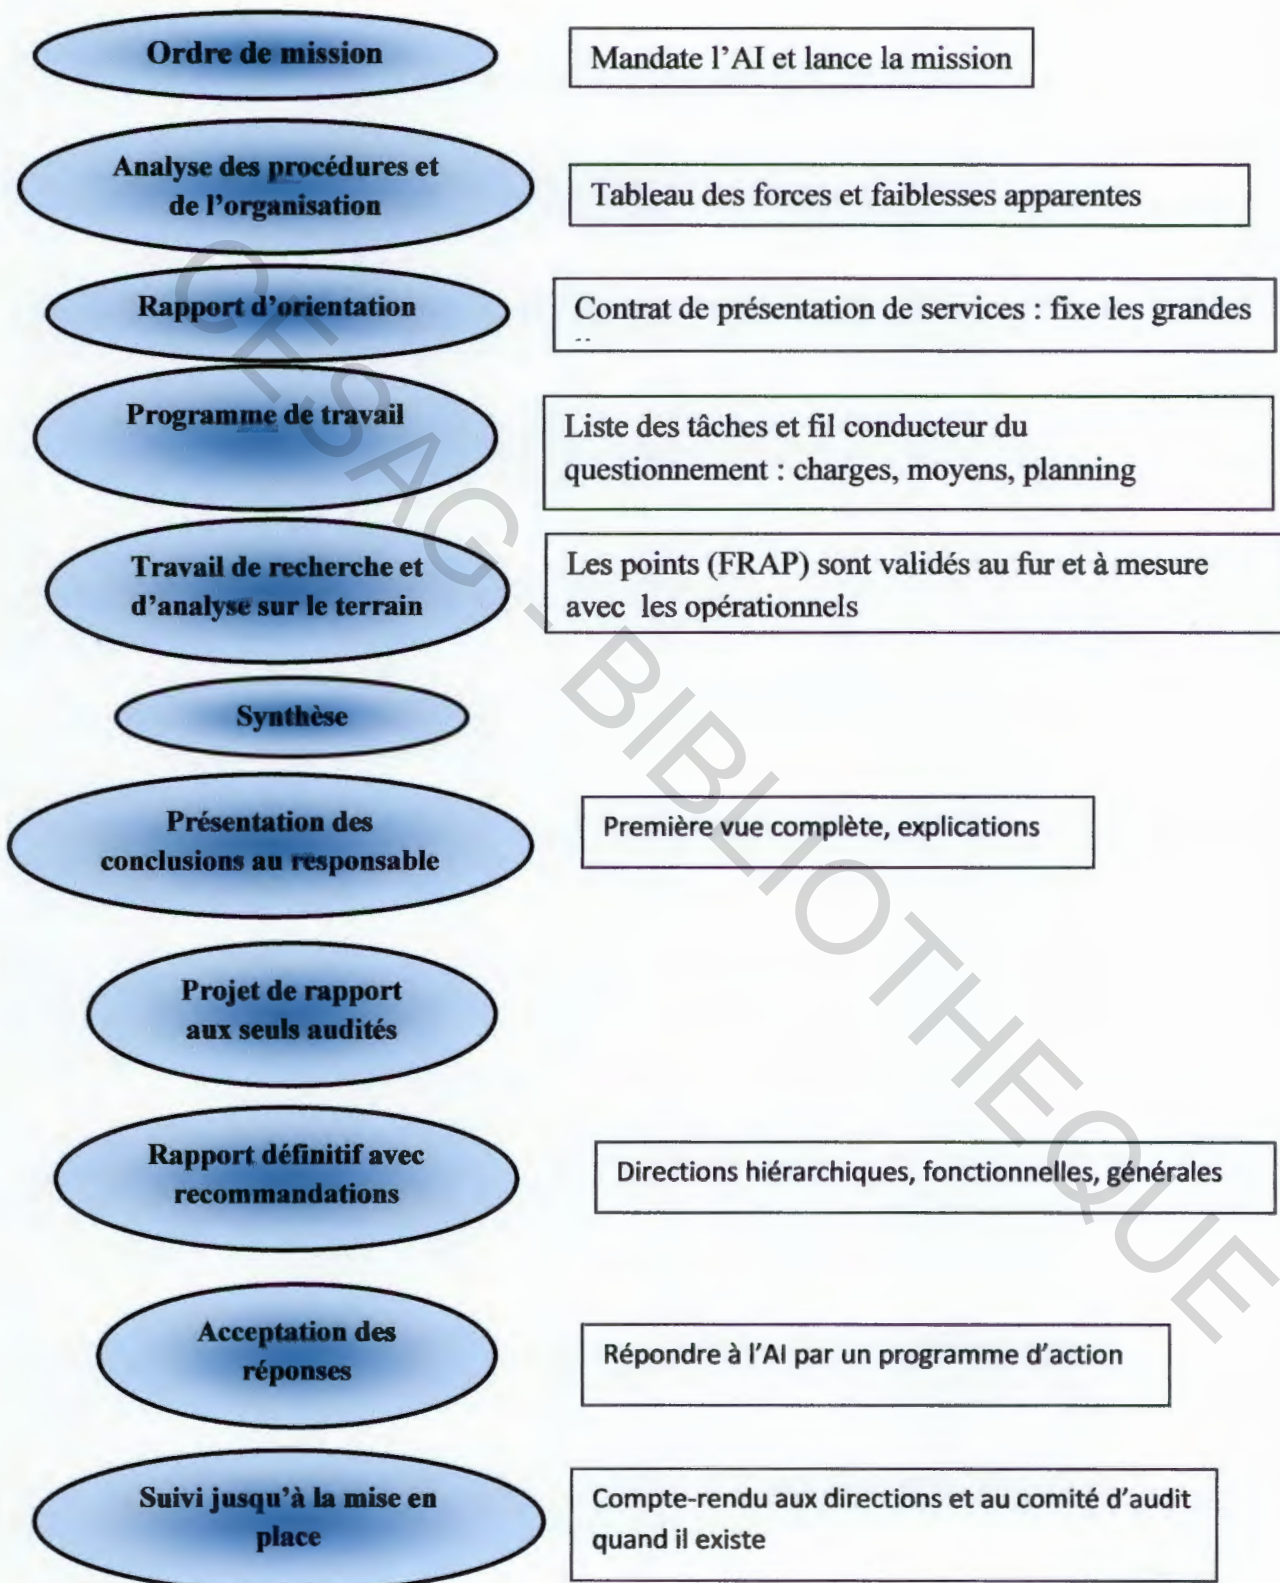 Ordre de mission
Mandate l'AI et lance la mission
Analyse des procédures et
de l'organisation
Tableau des forces et faiblesses apparentes
Rapport d'orientation
Contrat de présentation de services : fixe les grandes
Programme de travail
Liste des tâches et fil conducteur du
questionnement : charges, moyens, planning
Travail de recherche et
d'analyse sur le terrain
Les points (FRAP) sont validés au fur et à mesure
avec les opérationnels
Synthèse
Présentation des
conclusions au responsable
Première vue complète, explications
Projet de rapport
aux seuls audités
Rapport définitif avec
recommandations
Directions hiérarchiques, fonctionnelles, générales
Acceptation des
réponses
Répondre à l'AI par un programme d'action
Suivi jusqu'à la mise en
place
Compte-rendu aux directions et au comité d'audit
quand il existe
CESAG - BIBLIOTHEQUE